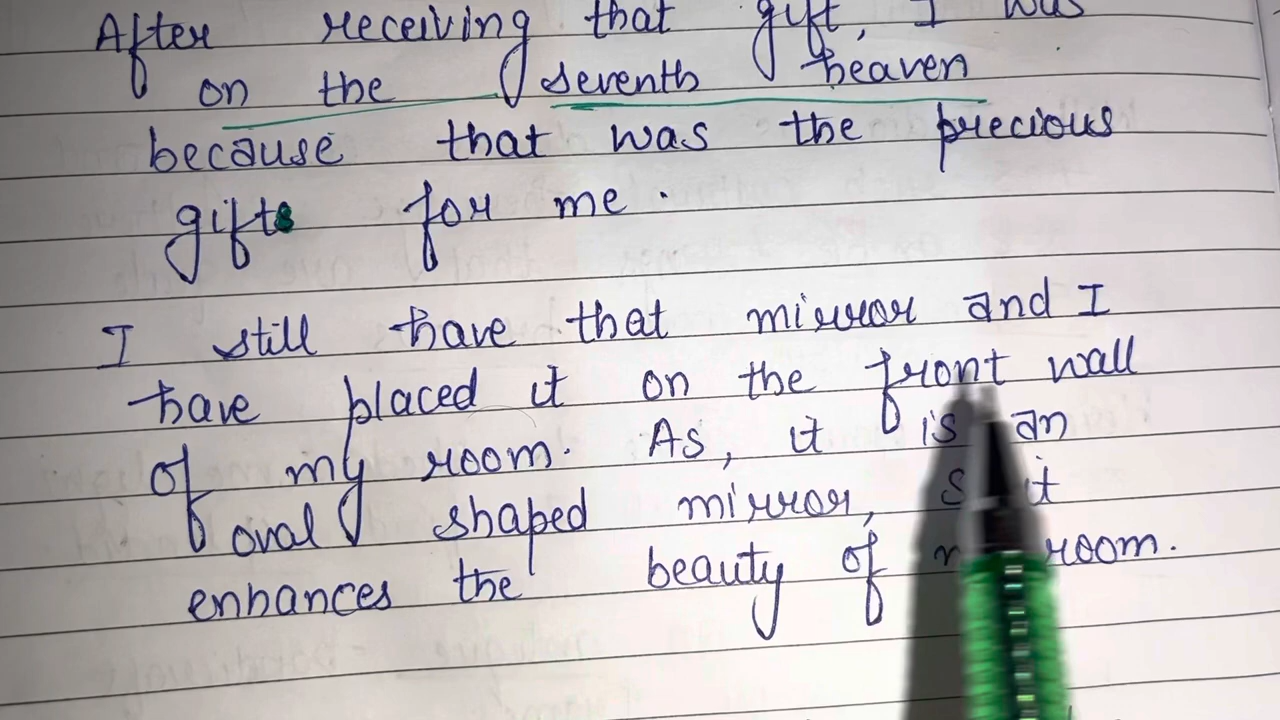 After receiving that gift, I was
on the seventh heaven
because that was the precious
gifts for me.
I still have that mirror and I
have placed it on the front wall
of my room. As, it is an
oval shaped mirror, it
enhances the beauty of room.